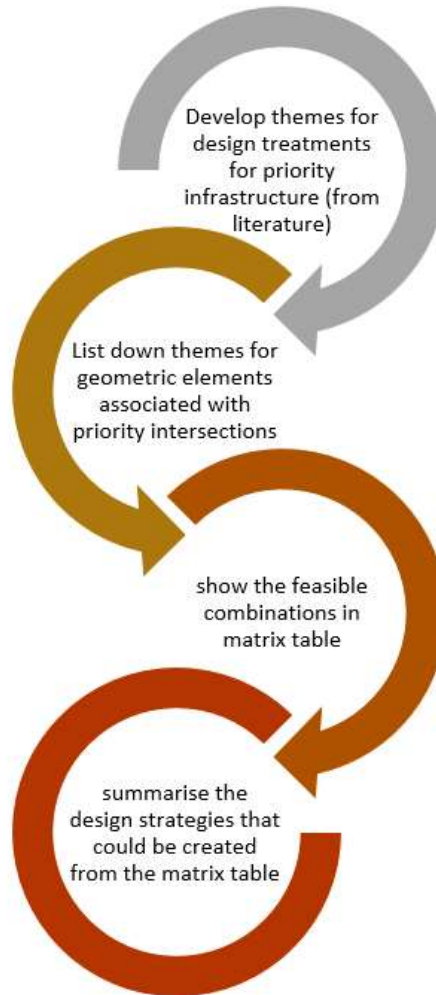 Develop themes for
design treatments
for priority
infrastructure (from
literature)
List down themes for
geometric elements
associated with
priority intersections
show the feasible
combinations in
matrix table
summarise the
design strategies that
could be created
from the matrix table